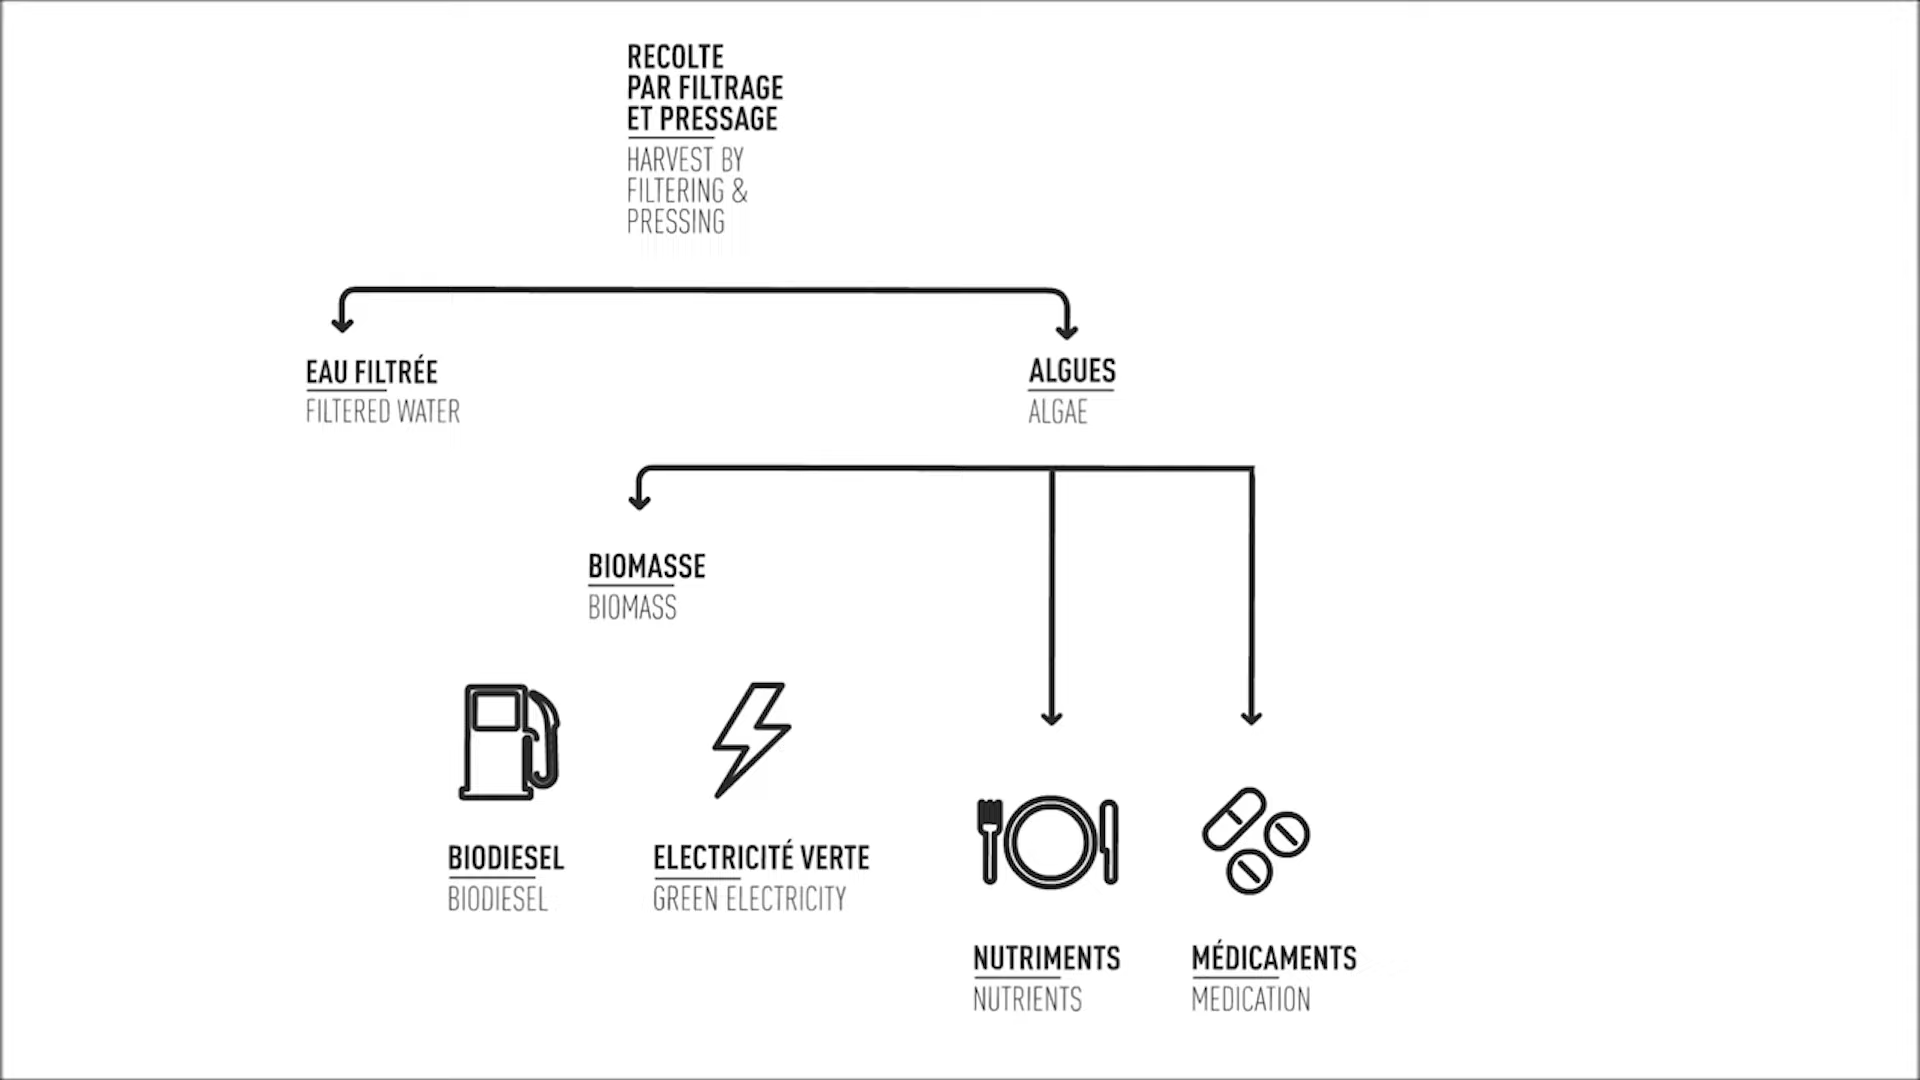 RECOLTE
PAR FILTRAGE
ET PRESSAGE
HARVEST BY
FILTERING &
PRESSING
EAU FILTRÉE
FILTERED WATER
ALGUES
ALGAE
BIOMASSE
BIOMASS
BIODIESEL
BIODIESEL
ELECTRICITÉ VERTE
GREEN ELECTRICITY
NUTRIMENTS
NUTRIENTS
MÉDICAMENTS
MEDICATION